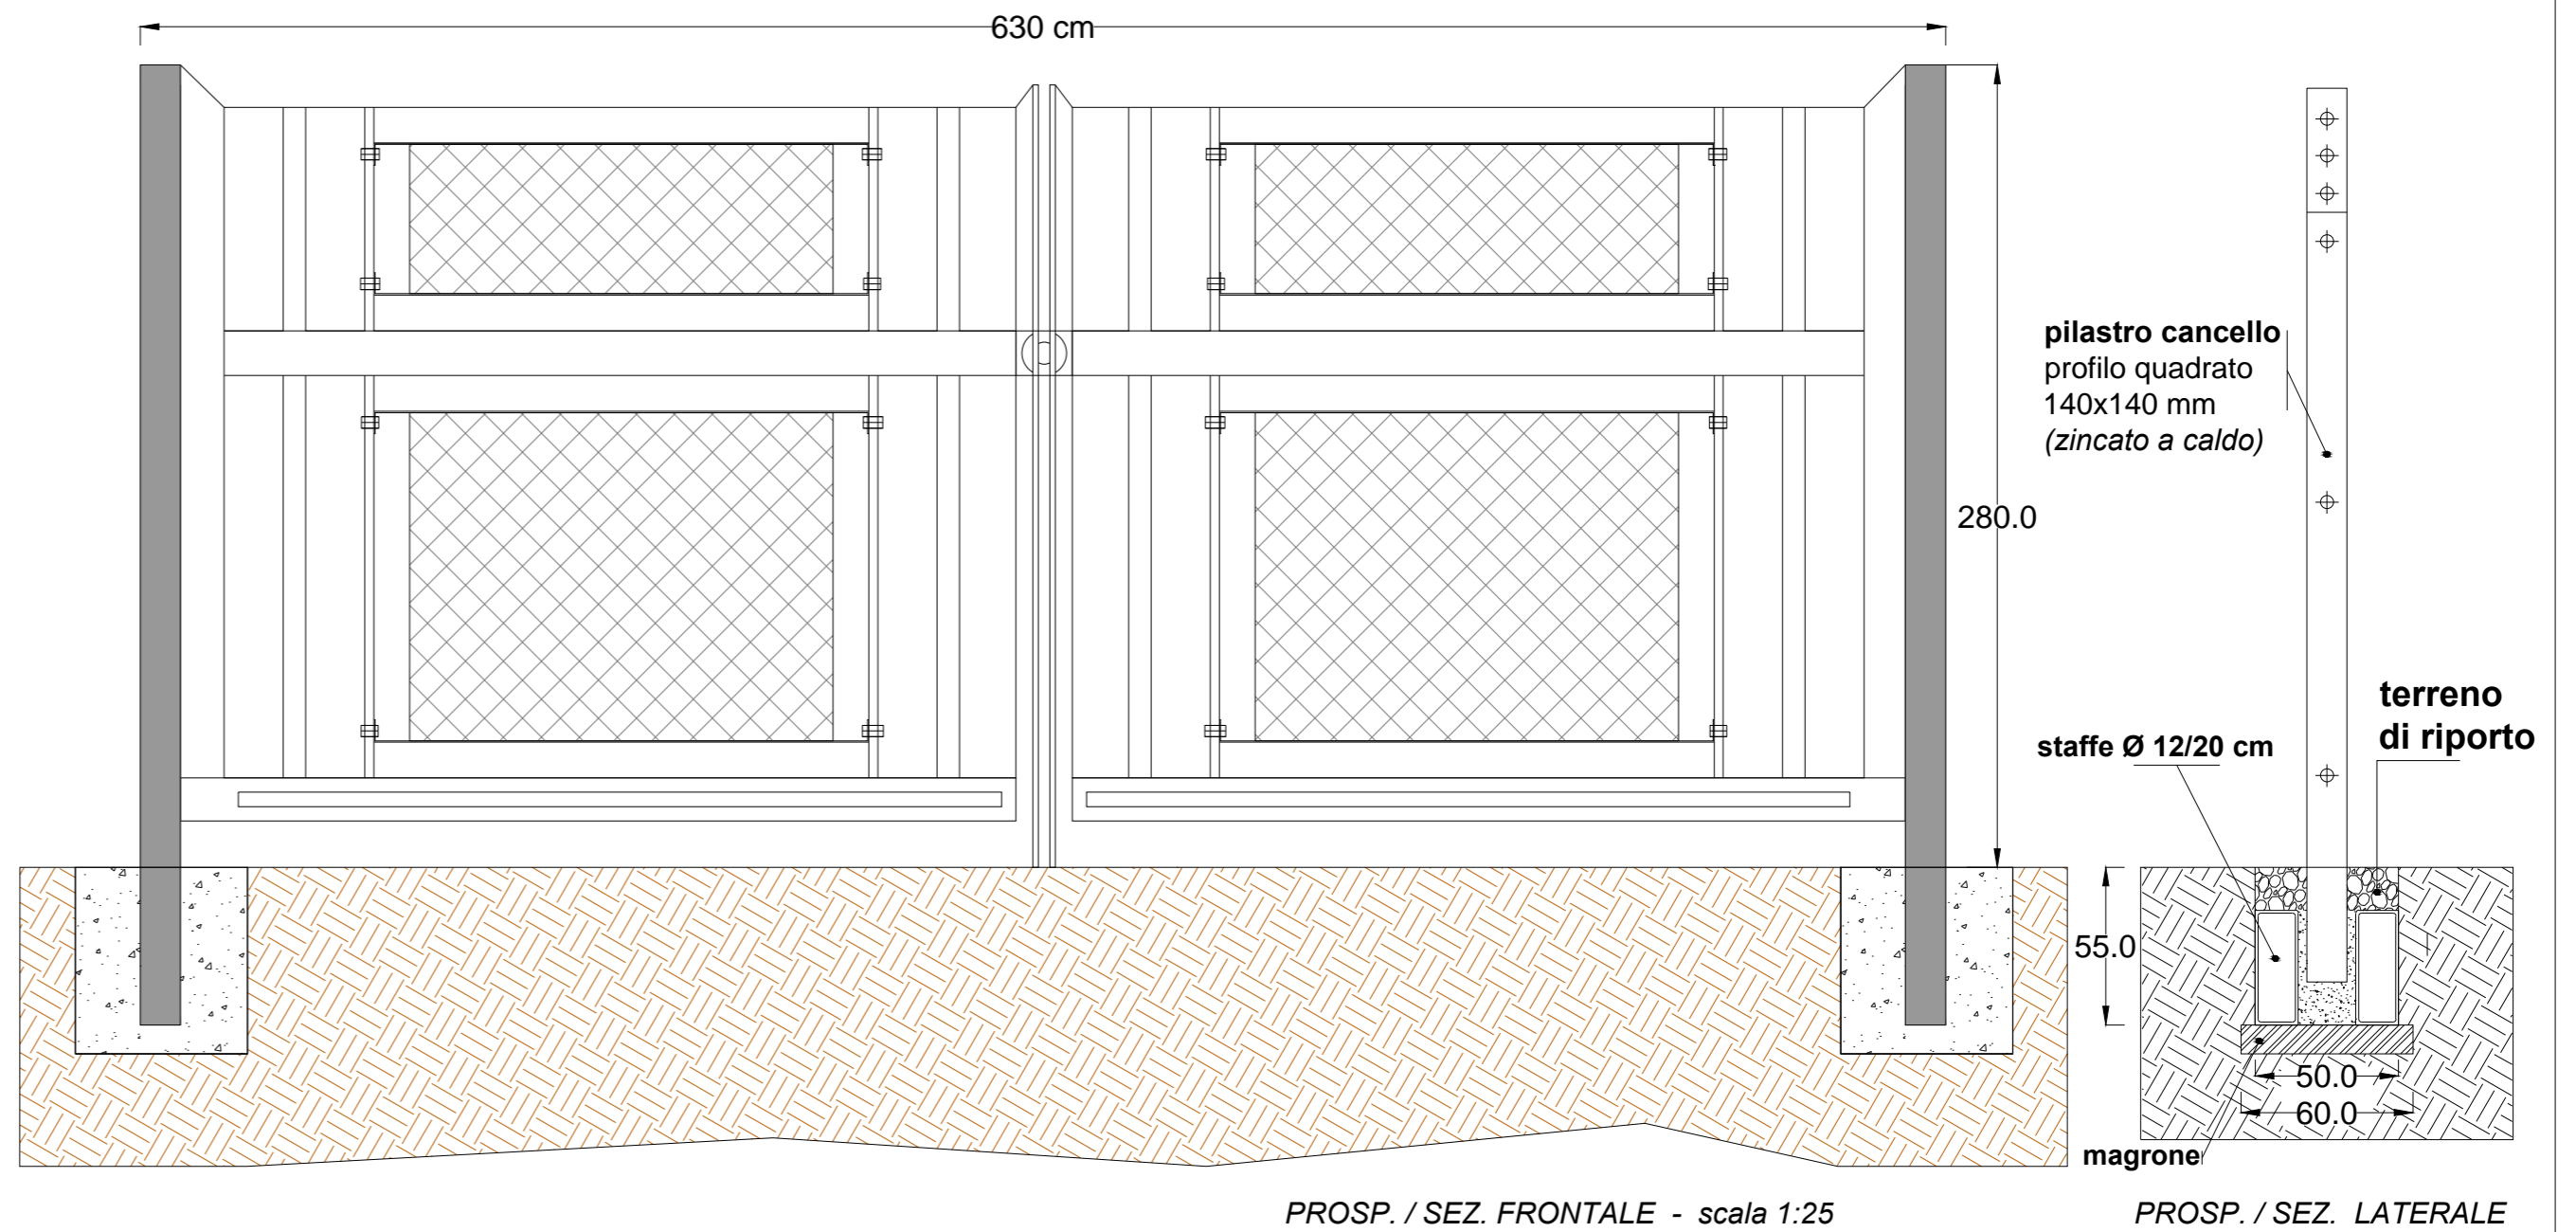 630 cm
pilastro cancello
profilo quadrato
140x140 mm
(zincato a caldo)
280.0
terreno
di riporto
staffe Ø 12/20 cm
55.0
50.0
60.0
magrone
PROSP. / SEZ. FRONTALE - scala 1:25
PROSP. / SEZ. LATERALE